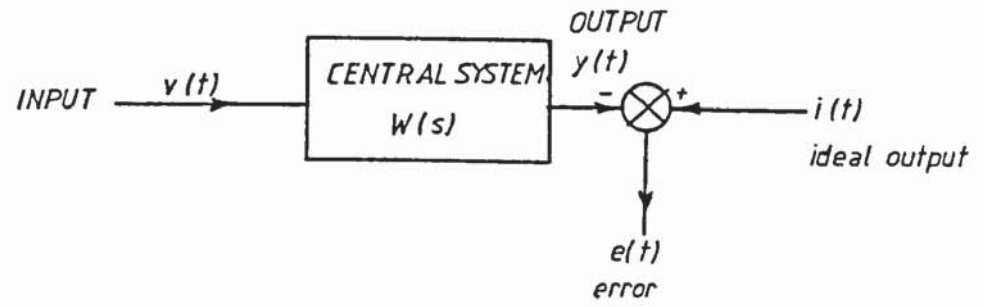 OUTPUT
y(t)
INPUT
v(t)
CENTRAL SYSTEM
W(s)
-
+
i(t)
ideal output
e(t)
error